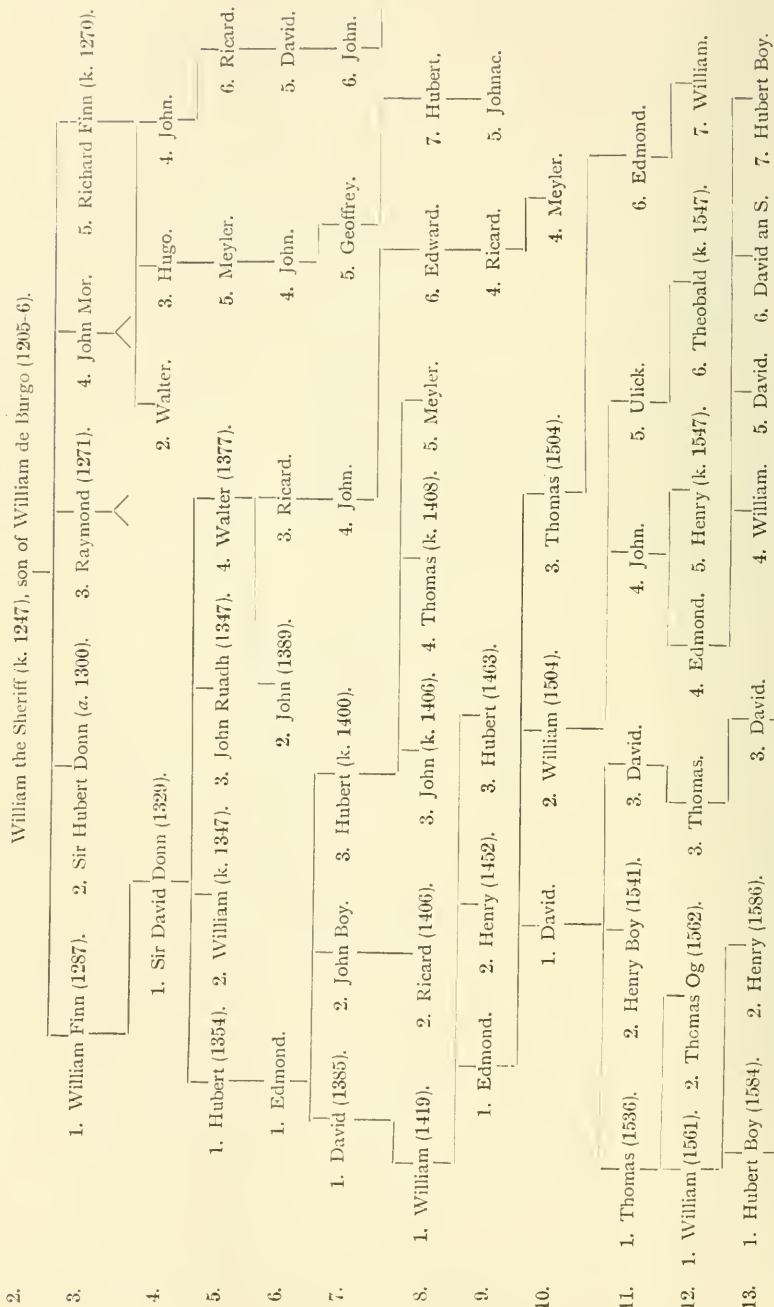 2. William the Sheriff (k. 1247), son of William de Burgo (1205-6).
3. 1. William Finn (1287). 2. Sir Hubert Donn (a. 1300). 3. Raymond (1271). 4. John Mor. 5. Richard Finn (k. 1270).
4. 1. Sir David Donn (1329). 2. Walter. 3. Hugo. 4. John.
5. 1. Hubert (1354). 2. William (k. 1347). 3. John Ruadh (1347). 4. Walter (1377). 5. Meyler. 6. Ricard.
6. 1. Edmond. 2. John (1389). 3. Ricard. 4. John. 5. David.
7. 1. David (1385). 2. John Boy. 3. Hubert (k. 1400). 4. John. 5. Geoffrey. 6. John.
8. 1. William (1419). 2. Ricard (1406). 3. John (k. 1406). 4. Thomas (k. 1408). 5. Meyler. 6. Edward. 7. Hubert.
9. 1. Edmond. 2. Henry (1452). 3. Hubert (1463). 4. Ricard. 5. Johnac.
10. 1. David. 2. William (1504). 3. Thomas (1504). 4. Meyler.
11. 1. Thomas (1536). 2. Henry Boy (1541). 3. David. 4. John. 5. Ulick. 6. Edmond.
12. 1. William (1561). 2. Thomas Og (1562). 3. Thomas. 4. Edmond. 5. Henry (k. 1547). 6. Theobald (k. 1547). 7. William.
13. 1. Hubert Boy (1584). 2. Henry (1586). 3. David. 4. William. 5. David. 6. David an S. 7. Hubert Boy.